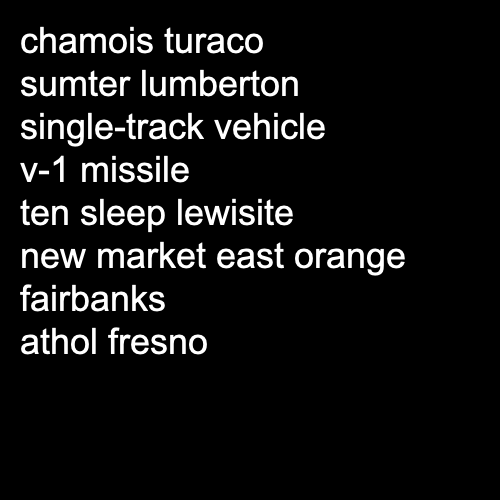 chamois turaco
sumter lumberton
single-track vehicle
v-1 missile
ten sleep lewisite
new market east orange
fairbanks
athol fresno